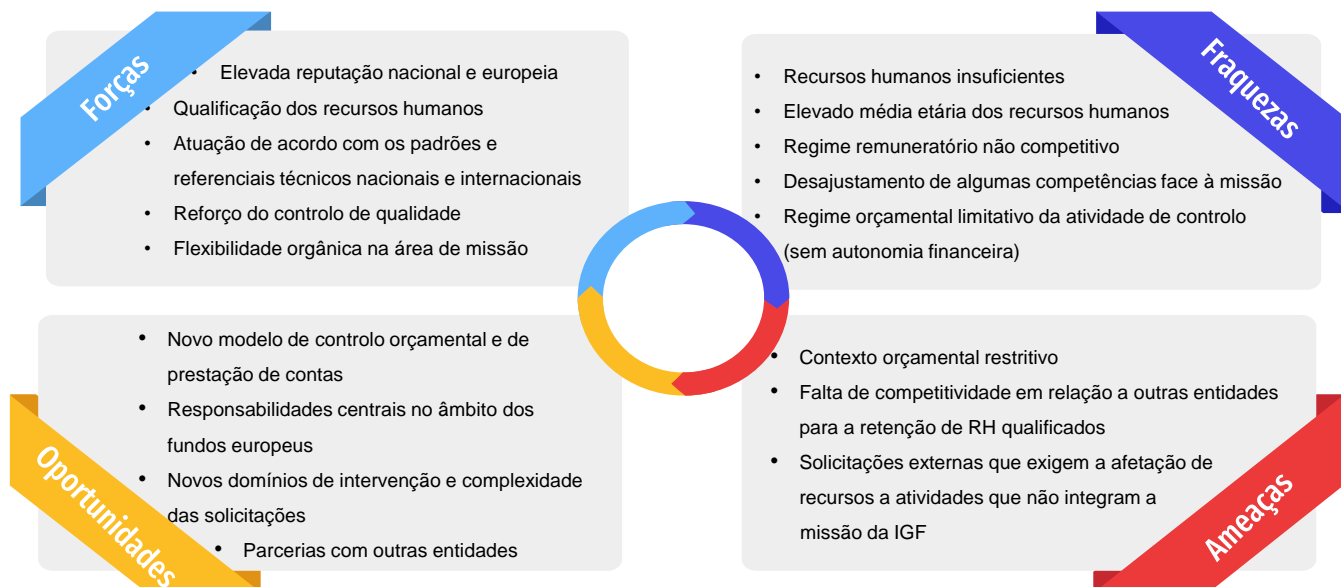 Forças
Elevada reputação nacional e europeia
Qualificação dos recursos humanos
Atuação de acordo com os padrões e
referenciais técnicos nacionais e internacionais
Reforço do controlo de qualidade
Flexibilidade orgânica na área de missão
Fraquezas
Recursos humanos insuficientes
Elevado média etária dos recursos humanos
Regime remuneratório não competitivo
Desajustamento de algumas competências face à missão
Regime orçamental limitativo da atividade de controlo
(sem autonomia financeira)
Oportunidades
Novo modelo de controlo orçamental e de
prestação de contas
Responsabilidades centrais no âmbito dos
fundos europeus
Novos domínios de intervenção e complexidade
das solicitações
Parcerias com outras entidades
Ameaças
Contexto orçamental restritivo
Falta de competitividade em relação a outras entidades
para a retenção de RH qualificados
Solicitações externas que exigem a afetação de
recursos a atividades que não integram a
missão da IGF